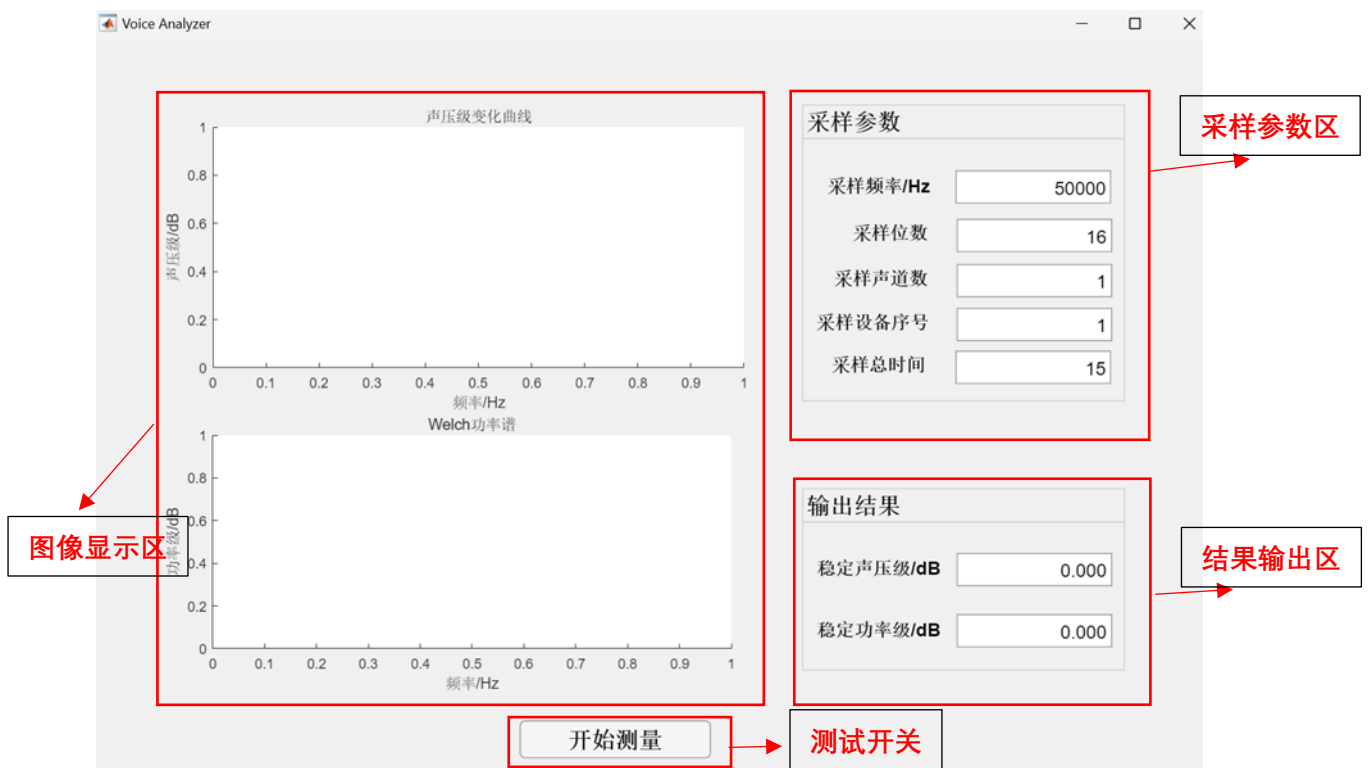 Voice Analyzer
声压级变化曲线
1
0.8
0.6
0.4
0.2
0
声压级/dB
0 0.1 0.2 0.3 0.4 0.5 0.6 0.7 0.8 0.9 1
频率/Hz
Welch功率谱
1
0.8
0.6
0.4
0.2
0
功率级/dB
0 0.1 0.2 0.3 0.4 0.5 0.6 0.7 0.8 0.9 1
频率/Hz
图像显示区
采样参数
采样频率/Hz 50000
采样位数 16
采样声道数 1
采样设备序号 1
采样总时间 15
采样参数区
输出结果
稳定声压级/dB 0.000
稳定功率级/dB 0.000
结果输出区
开始测量
测试开关